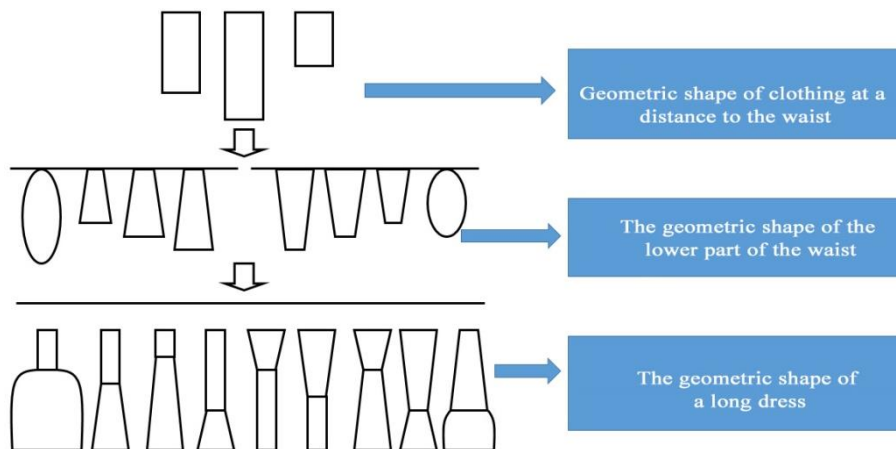 Geometric shape of clothing at a
distance to the waist
The geometric shape of the
lower part of the waist
The geometric shape of
a long dress